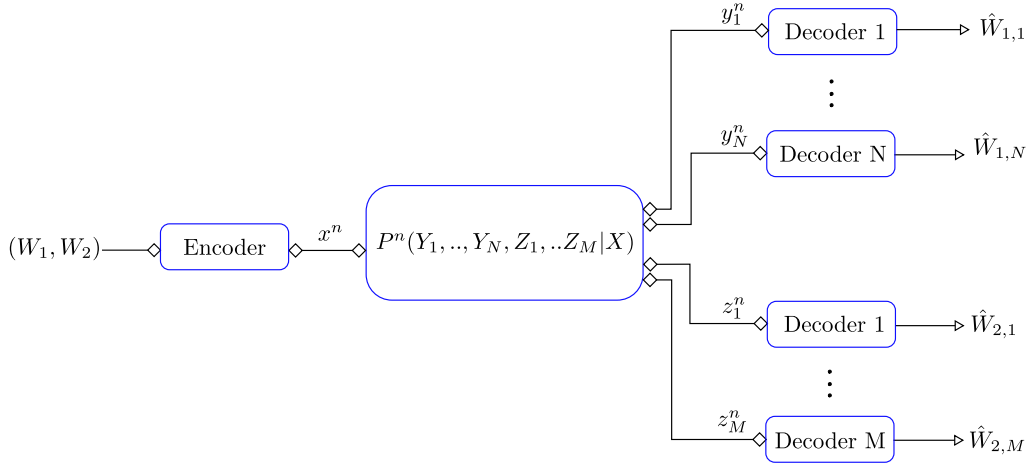 y_1^n
Decoder 1
Ŵ_{1,1}
y_N^n
Decoder N
Ŵ_{1,N}
(W_1, W_2)
Encoder
x^n
P^n(Y_1, .., Y_N, Z_1, ..Z_M|X)
z_1^n
Decoder 1
Ŵ_{2,1}
z_M^n
Decoder M
Ŵ_{2,M}